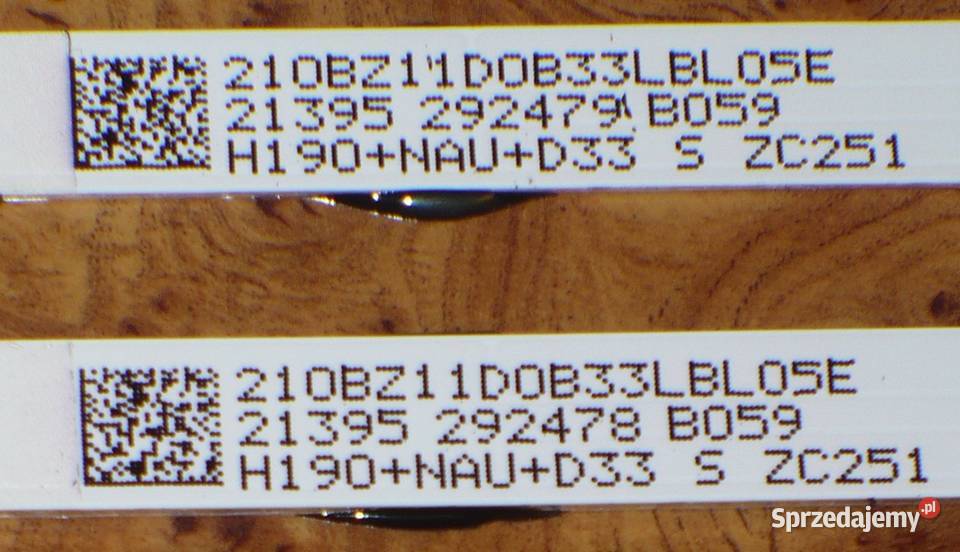 210BZ11D0B33LBL05E
21395 292479 B059
H190+NAU+D33 S ZC251
210BZ11D0B33LBL05E
21395 292478 B059
H190+NAU+D33 S ZC251
Sprzedajemy.pl